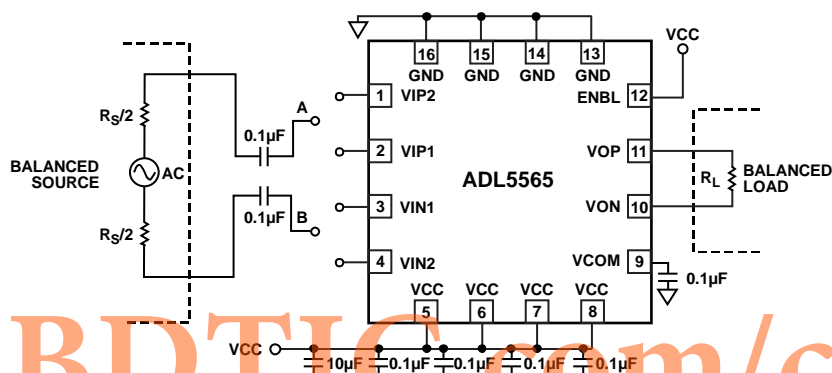 VCC
16 15 14 13
GND GND GND GND
ENBL 12
1 VIP2
RS/2
A
0.1µF
2 VIP1
VOP 11
BALANCED SOURCE
AC
ADL5565
RL
BALANCED LOAD
0.1µF
B
3 VIN1
VON 10
RS/2
4 VIN2
VCOM 9
0.1µF
VCC VCC VCC VCC
5 6 7 8
VCC
10µF 0.1µF 0.1µF 0.1µF 0.1µF
BDTIC.com/c